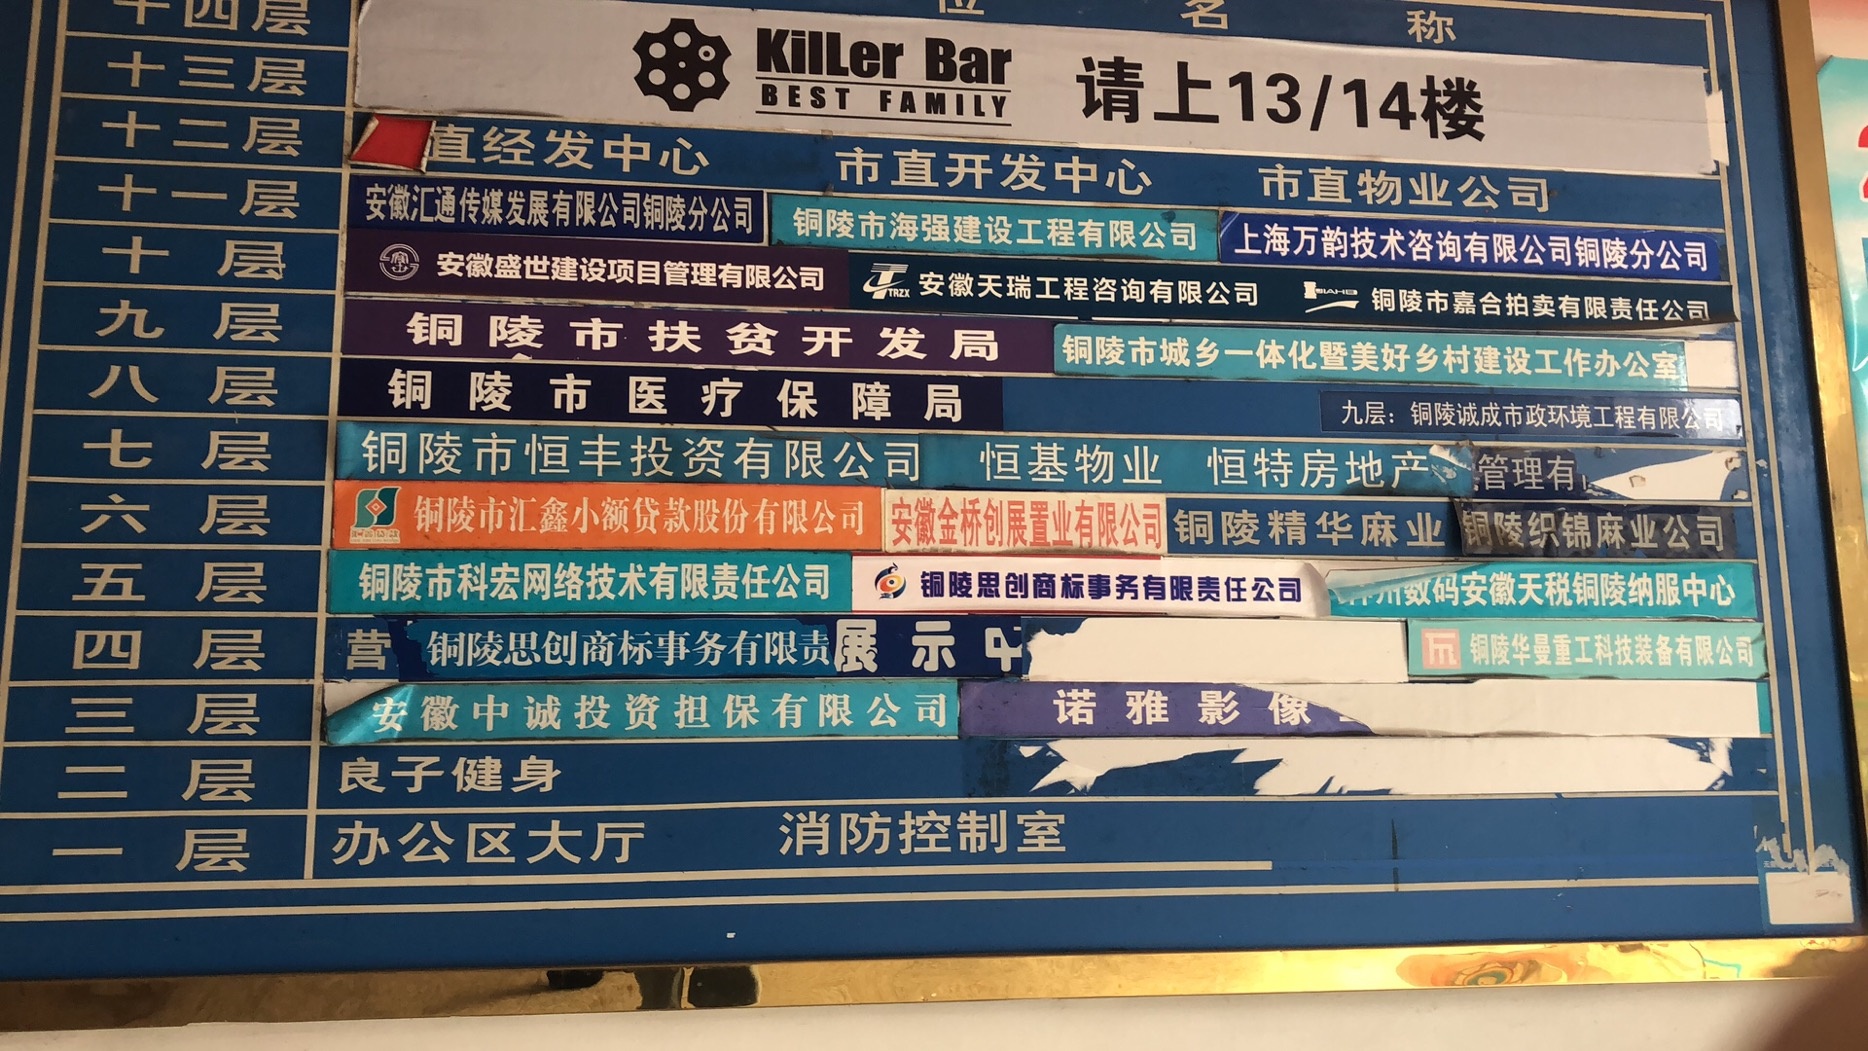 位 名 称
十四层
十三层 KilLer Bar BEST FAMILY 请上13/14楼
十二层 直经发中心 市直开发中心 市直物业公司
十一层 安徽汇通传媒发展有限公司铜陵分公司 铜陵市海强建设工程有限公司 上海万韵技术咨询有限公司铜陵分公司
十层 安徽盛世建设项目管理有限公司 TRZX 安徽天瑞工程咨询有限公司 铜陵市嘉合拍卖有限责任公司
九层 铜陵市扶贫开发局 铜陵市城乡一体化暨美好乡村建设工作办公室
八层 铜陵市医疗保障局 九层：铜陵诚成市政环境工程有限公司
七层 铜陵市恒丰投资有限公司 恒基物业 恒特房地产 管理有
六层 铜陵市汇鑫小额贷款股份有限公司 安徽金桥创展置业有限公司 铜陵精华麻业 铜陵织锦麻业公司
五层 铜陵市科宏网络技术有限责任公司 铜陵思创商标事务有限责任公司 州数码安徽天税铜陵纳服中心
四层 营 铜陵思创商标事务有限责 展示中 铜陵华曼重工科技装备有限公司
三层 安徽中诚投资担保有限公司 诺雅影像
二层 良子健身
一层 办公区大厅 消防控制室